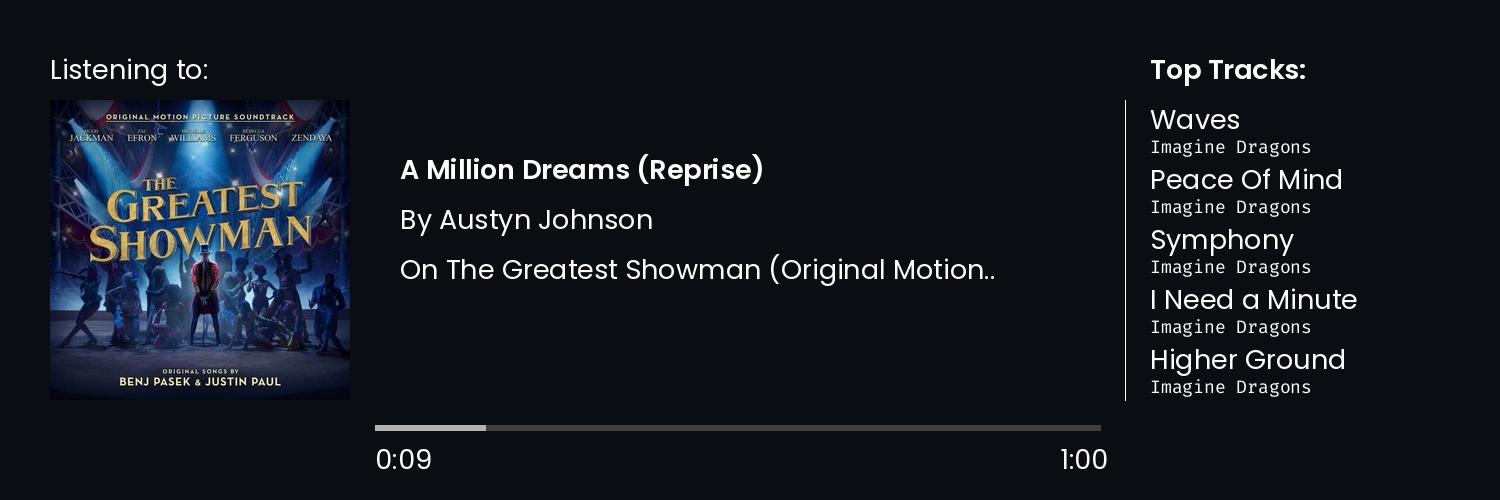 Listening to:
ORIGINAL MOTION PICTURE SOUNDTRACK
HUGH JACKMAN
ZAC EFRON
MICHELLE WILLIAMS
REBECCA FERGUSON
ZENDAYA
THE
GREATEST
SHOWMAN
ORIGINAL SONGS BY
BENJ PASEK & JUSTIN PAUL
A Million Dreams (Reprise)
By Austyn Johnson
On The Greatest Showman (Original Motion..
0:09
1:00
Top Tracks:
Waves
Imagine Dragons
Peace Of Mind
Imagine Dragons
Symphony
Imagine Dragons
I Need a Minute
Imagine Dragons
Higher Ground
Imagine Dragons